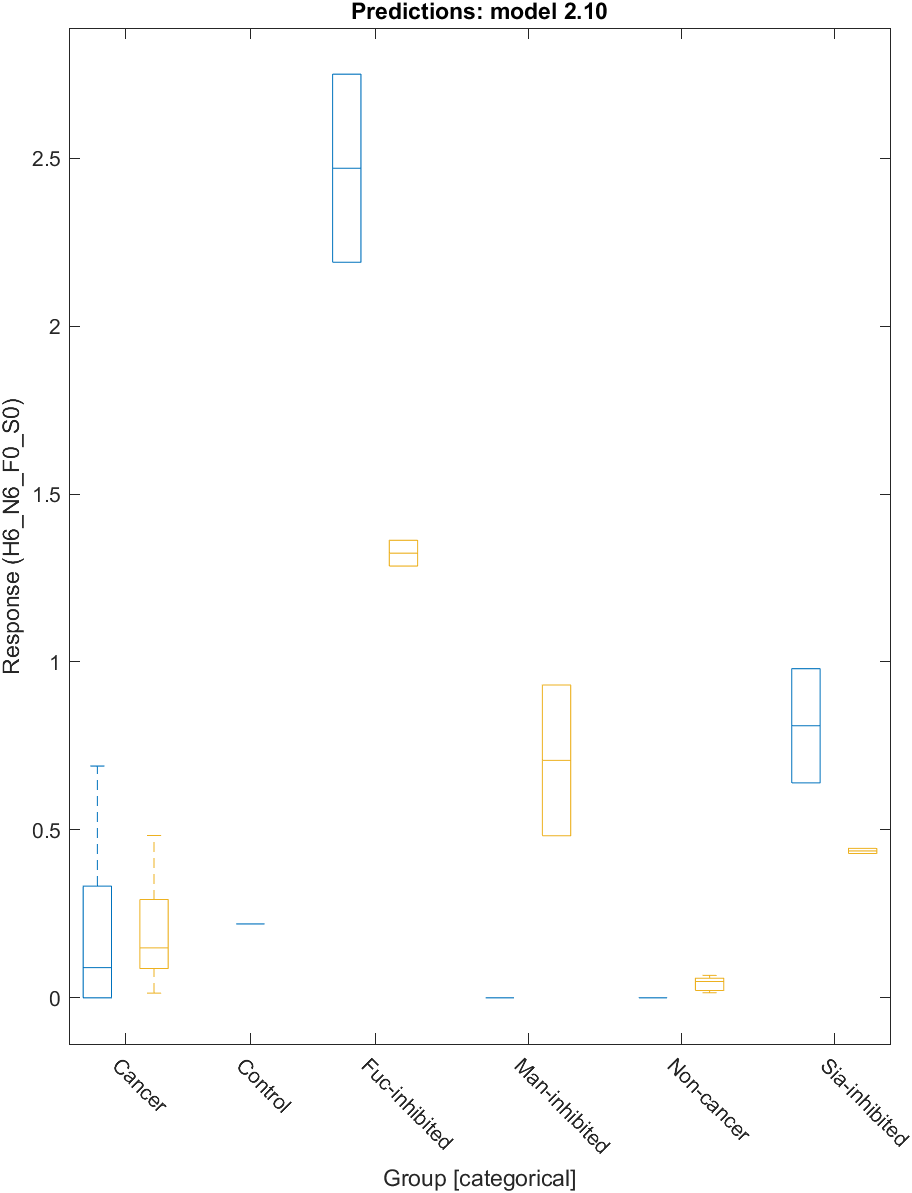 Predictions: model 2.10
Response (H6_N6_F0_S0)
2.5
2
1.5
1
0.5
0
Cancer
Control
Fuc-inhibited
Man-inhibited
Non-cancer
Sia-inhibited
Group [categorical]